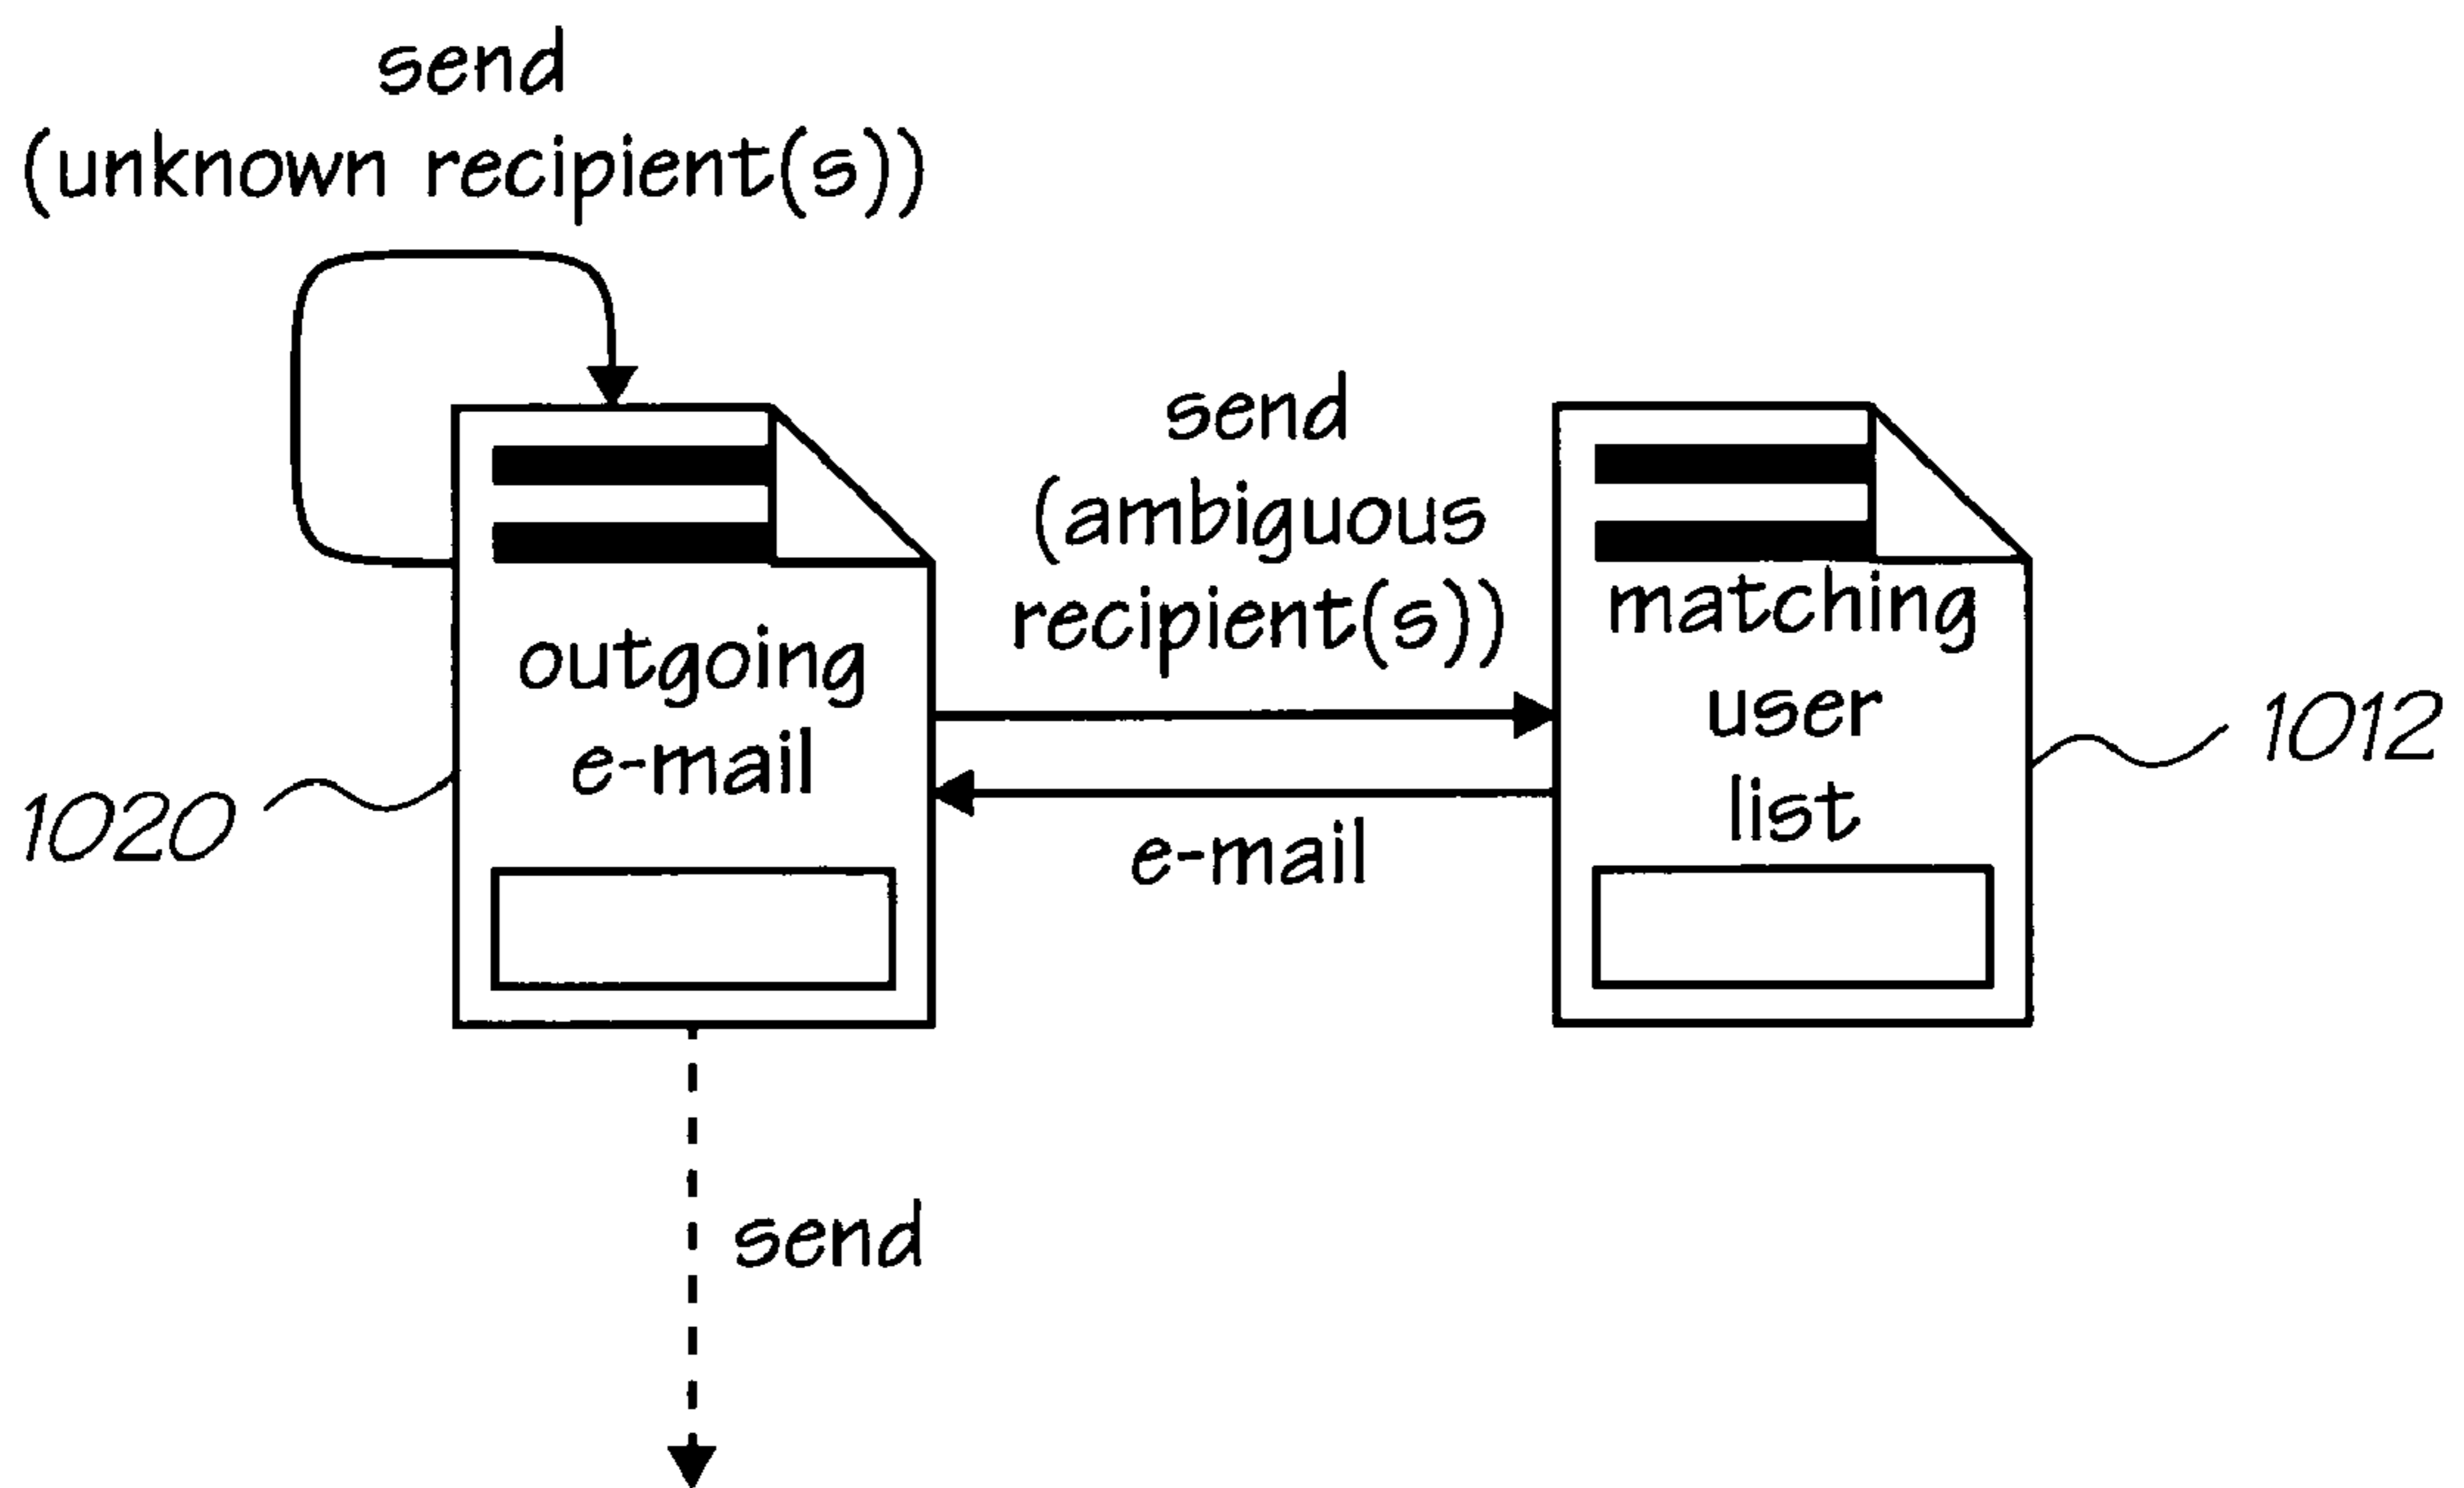 send
(unknown recipient(s))
send
(ambiguous
recipient(s))
outgoing
e-mail
matching
user
list
1020
1012
e-mail
send